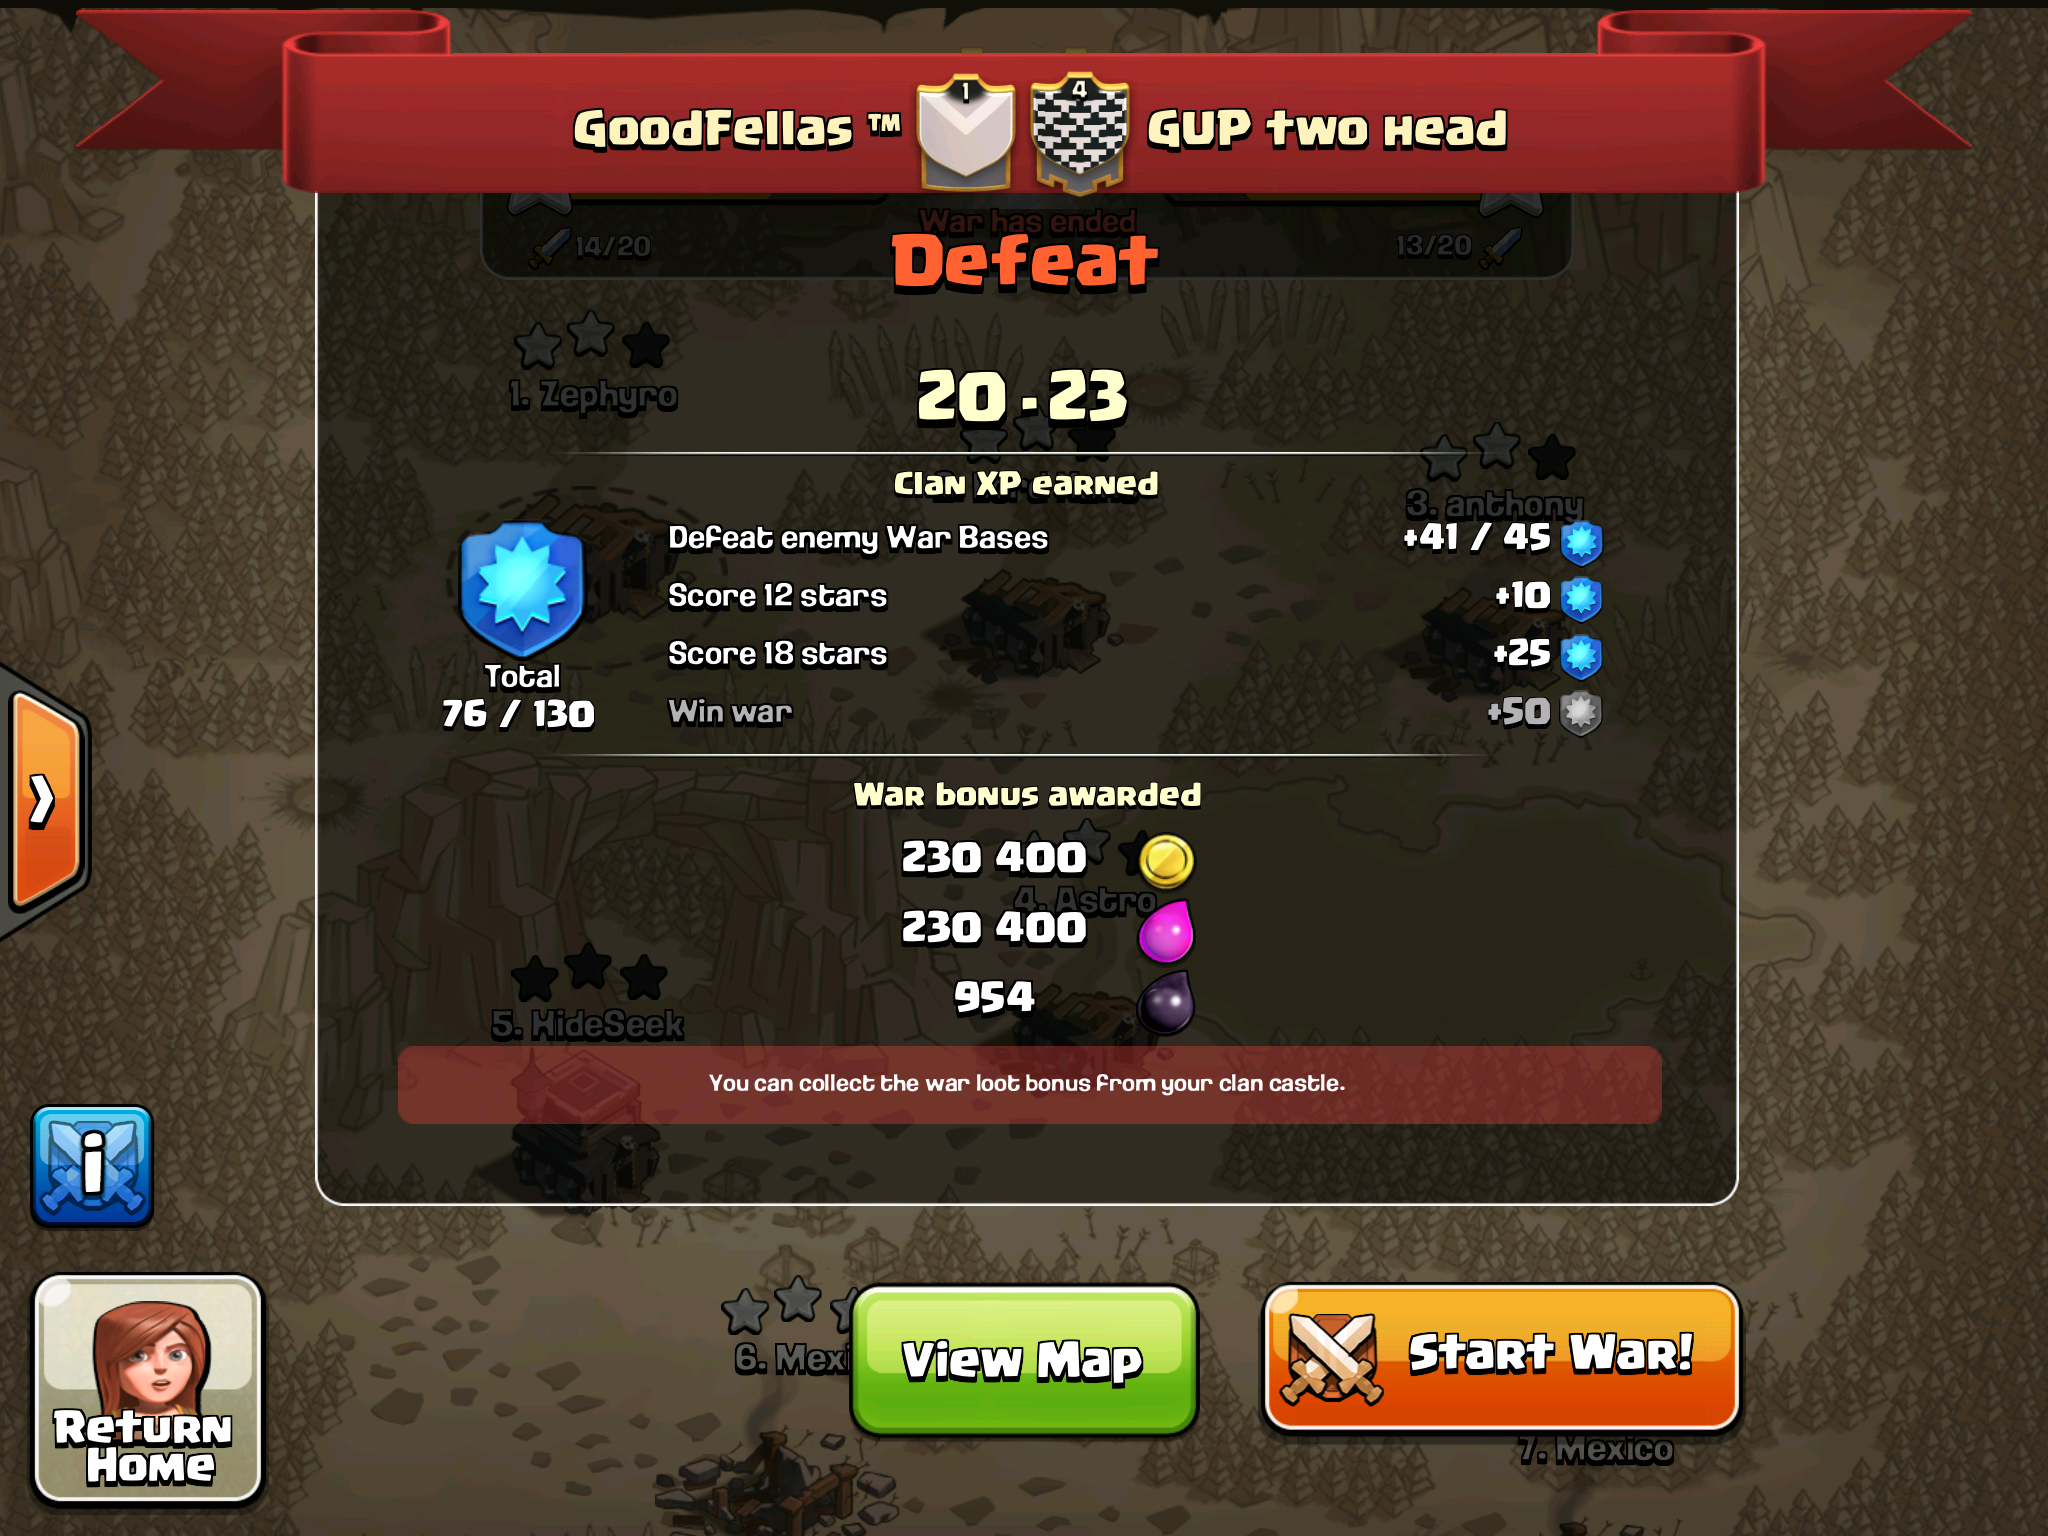 GoodFellas ™ 1 4 GUP two head
War has ended
14/20 13/20
Defeat
1. Zephyro
20 - 23
Clan XP earned
3. anthony
Defeat enemy War Bases +41 / 45
Score 12 stars +10
Score 18 stars +25
Total
76 / 130
Win war +50
War bonus awarded
230 400
4. Astro
230 400
954
5. HideSeek
You can collect the war loot bonus from your clan castle.
i
6. Mexi
View Map
Start War!
Return
Home
7. Mexico